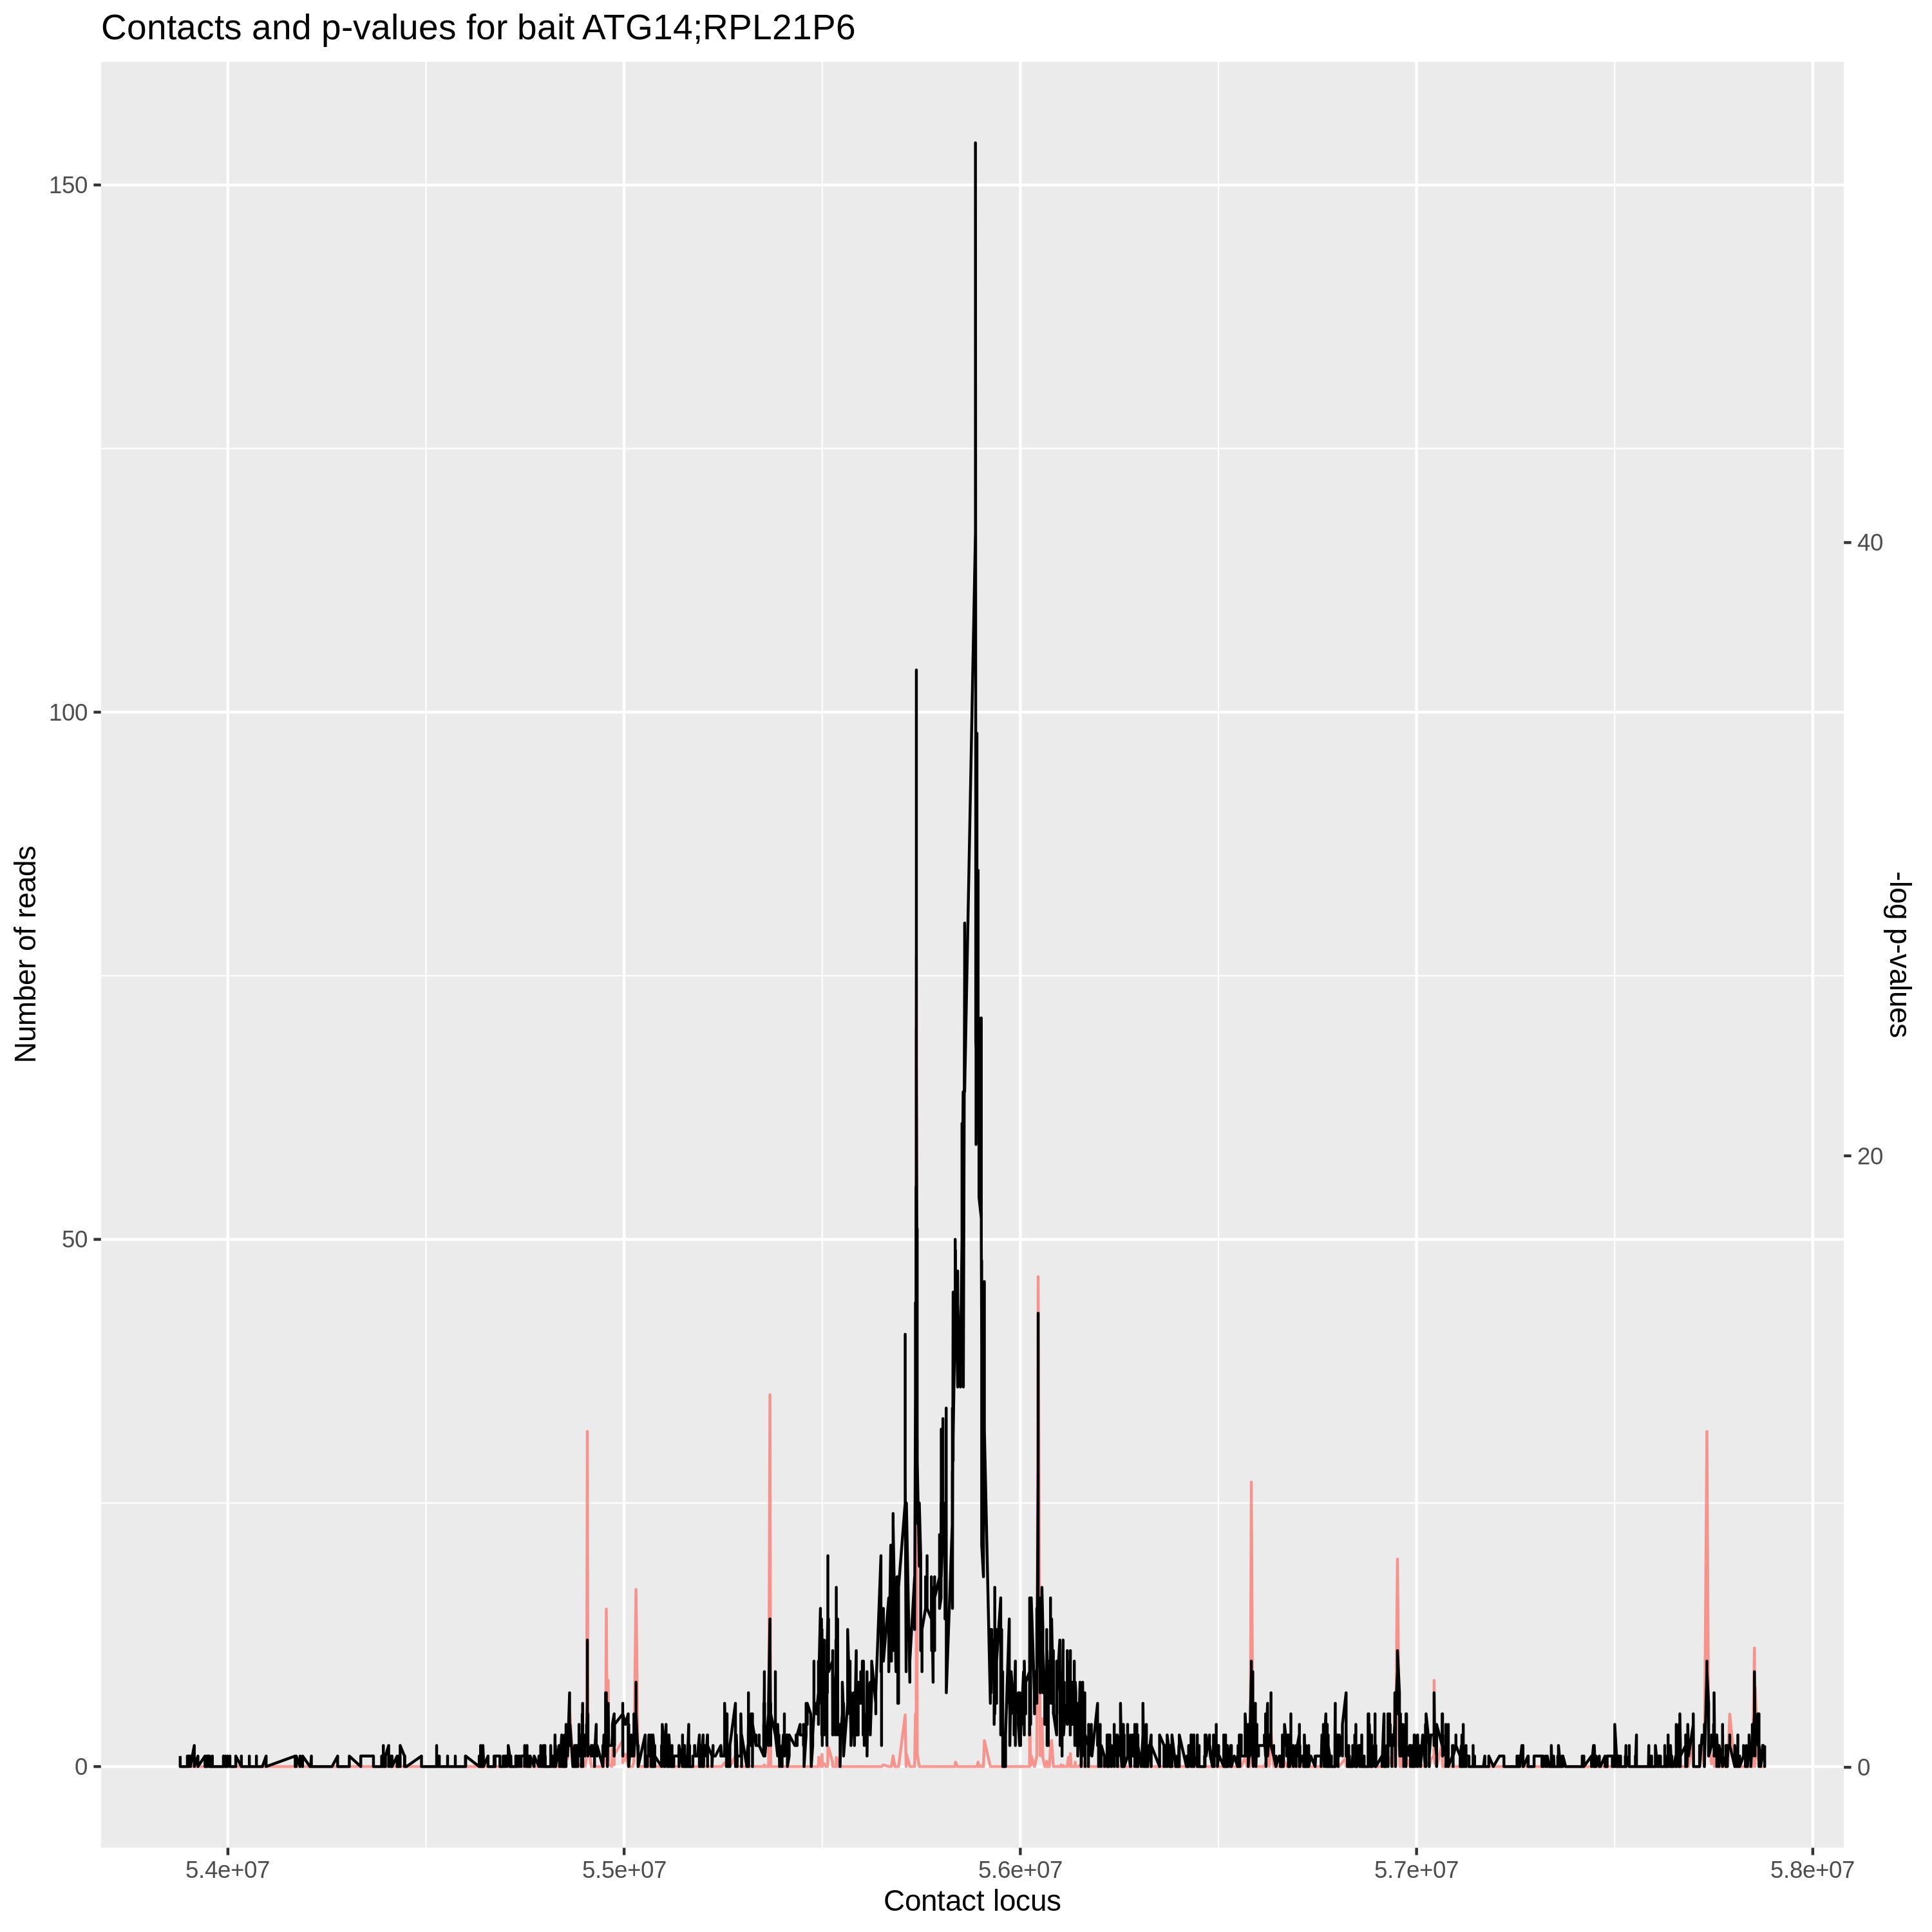 Contacts and p-values for bait ATG14;RPL21P6
150
100
50
0
Number of reads
40
20
0
-log p-values
5.4e+07
5.5e+07
5.6e+07
5.7e+07
5.8e+07
Contact locus